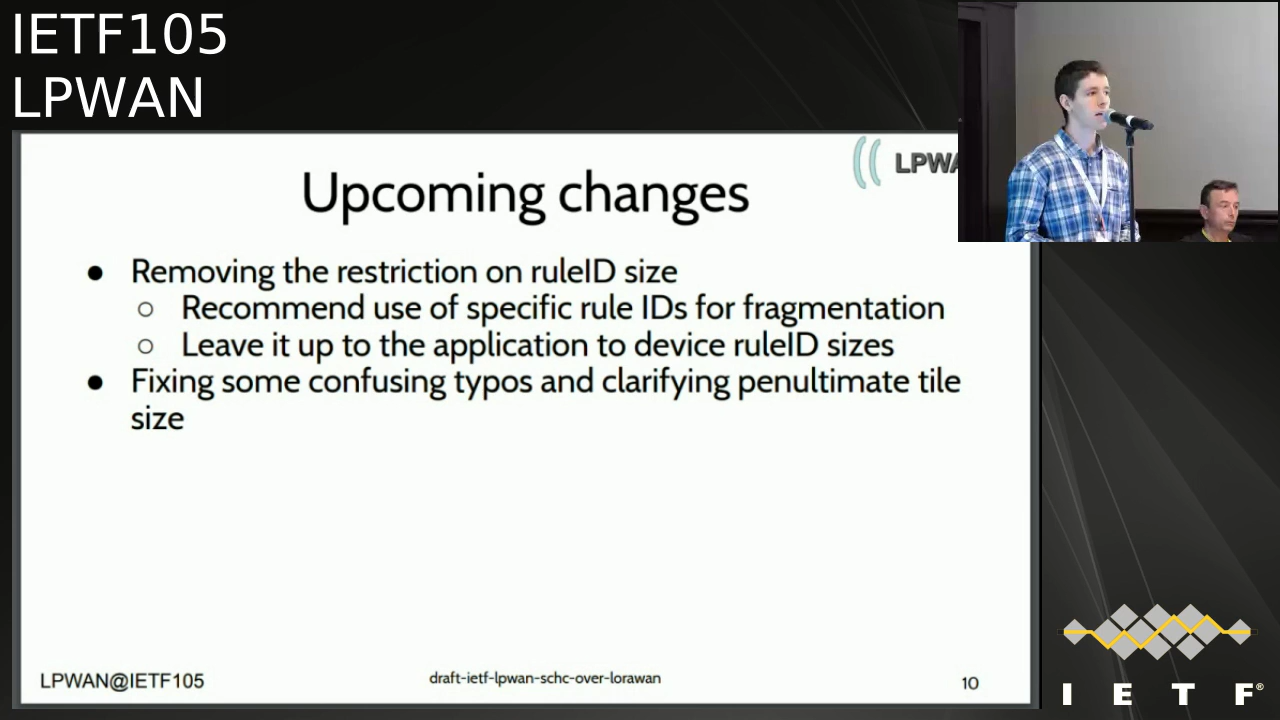 IETF105
LPWAN
LPWA
Upcoming changes
● Removing the restriction on ruleID size
○ Recommend use of specific rule IDs for fragmentation
○ Leave it up to the application to device ruleID sizes
● Fixing some confusing typos and clarifying penultimate tile
size
LPWAN@IETF105
draft-ietf-lpwan-schc-over-lorawan
10
I E T F®